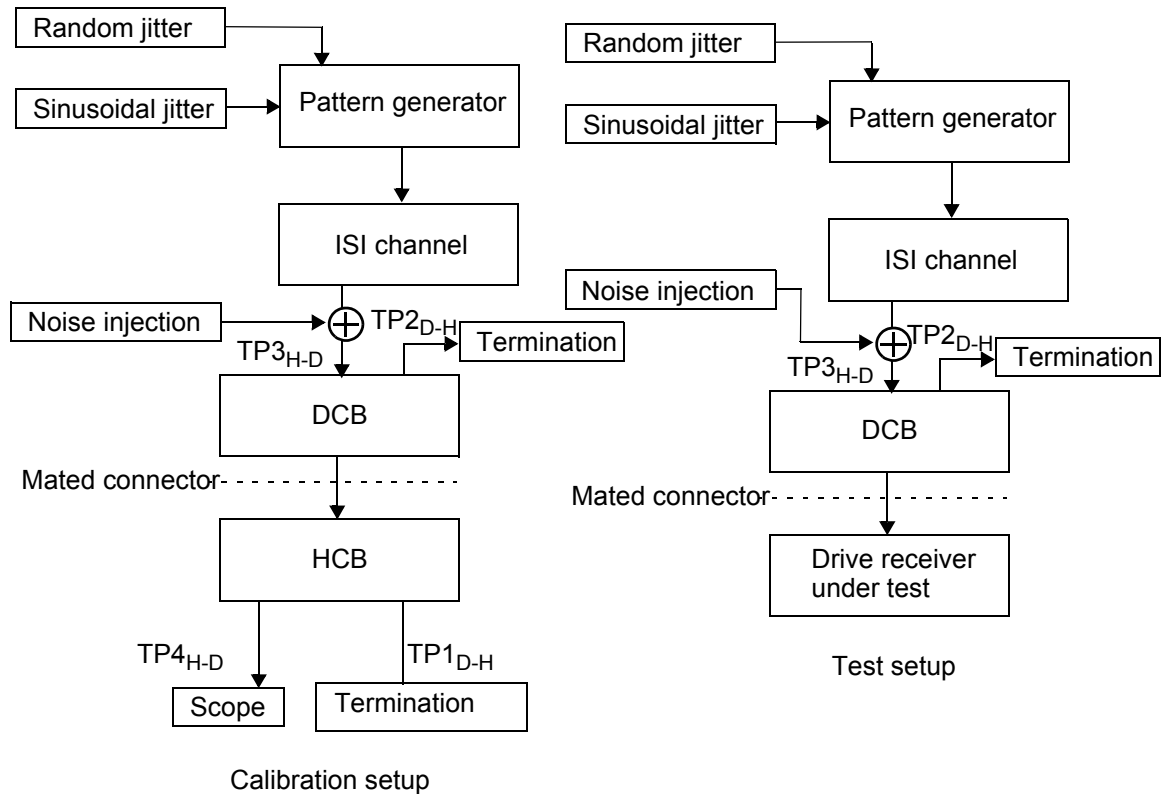 Random jitter
Sinusoidal jitter
Pattern generator
ISI channel
Noise injection
TP2D-H
Termination
TP3H-D
DCB
Mated connector
HCB
TP4H-D
TP1D-H
Scope
Termination
Calibration setup
Random jitter
Sinusoidal jitter
Pattern generator
ISI channel
Noise injection
TP2D-H
Termination
TP3H-D
DCB
Mated connector
Drive receiver
under test
Test setup